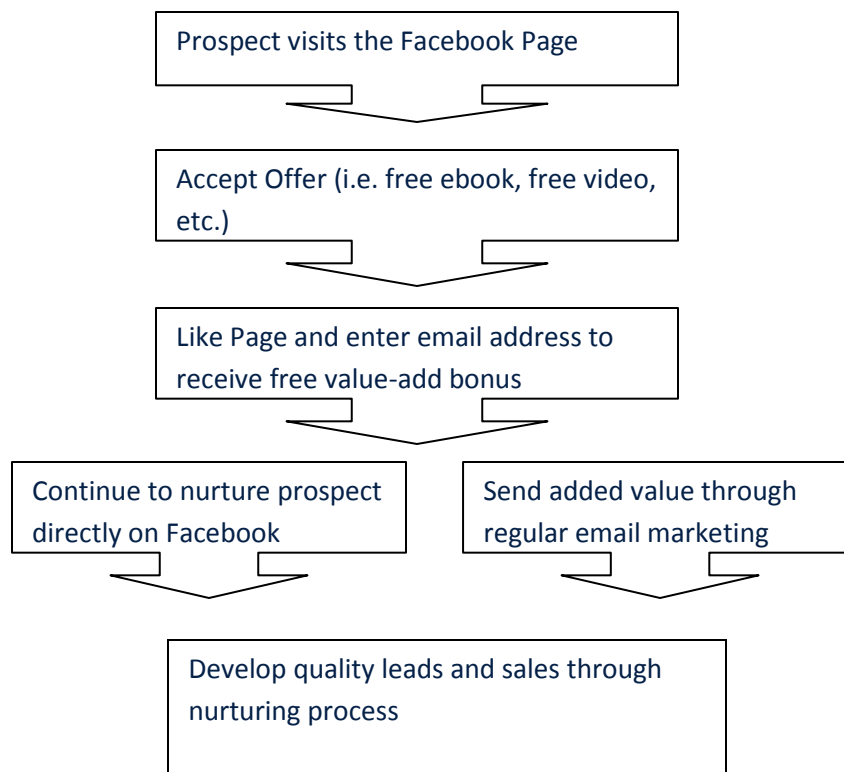 Prospect visits the Facebook Page
Accept Offer (i.e. free ebook, free video,
etc.)
Like Page and enter email address to
receive free value-add bonus
Continue to nurture prospect
directly on Facebook
Send added value through
regular email marketing
Develop quality leads and sales through
nurturing process